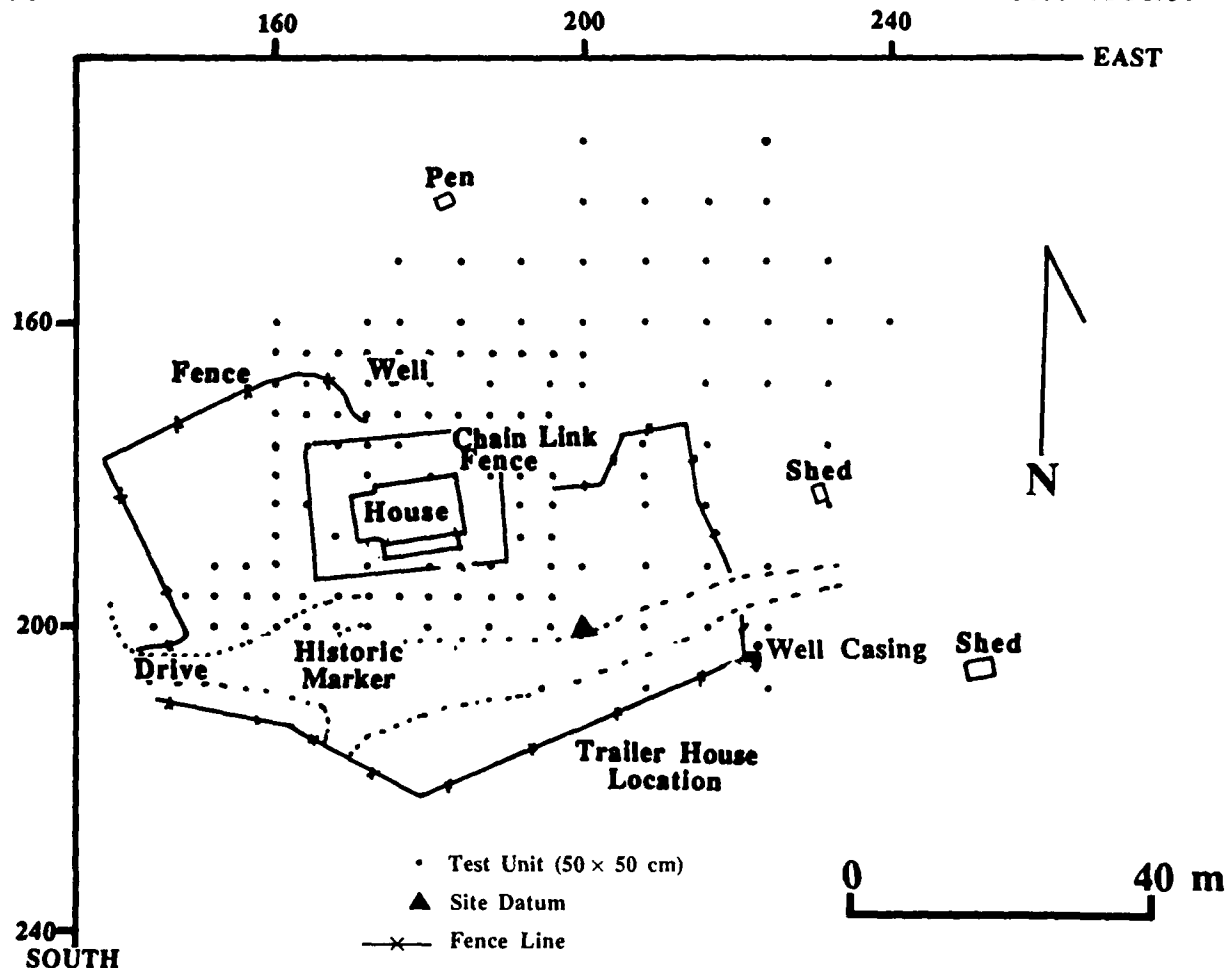 160 200 240
EAST
Pen
160
Fence Well
Chain Link
Fence
Shed
House
N
200
Historic
Marker
Drive
Well Casing
Shed
Trailer House
Location
Test Unit (50 × 50 cm)
Site Datum
Fence Line
0 40 m
240
SOUTH